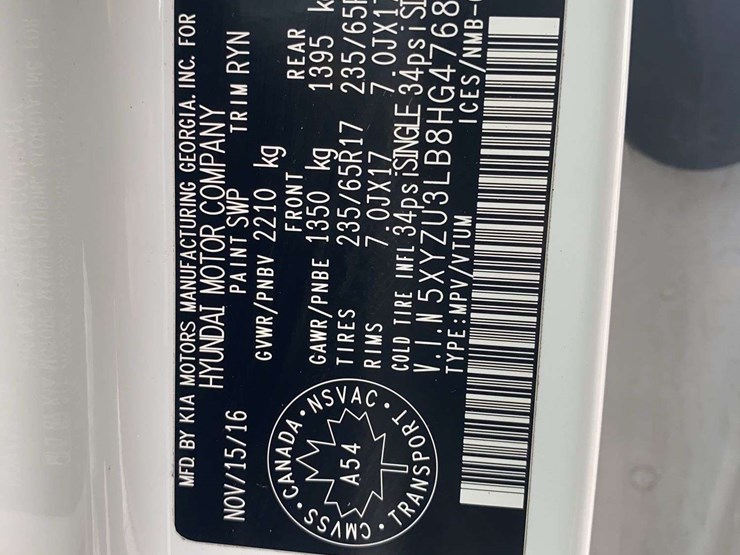 MFD BY KIA MOTORS MANUFACTURING GEORGIA. INC. FOR
HYUNDAI MOTOR COMPANY
NOV/15/16 PAINT SWP TRIM RYN
GVWR/PNBV 2210 kg
FRONT REAR
GAWR/PNBE 1350 kg 1395 k
TIRES 235/65R17 235/65R
RIMS 7.0JX17 7.0JX17
COLD TIRE INFL 34psiSINGLE 34psiSI
V.I.N 5XYZU3LB8HG4768
TYPE:MPV/VTUM ICES/NMB-
CANADA • NSVAC • TRANSPORT • CMVSS •
A54